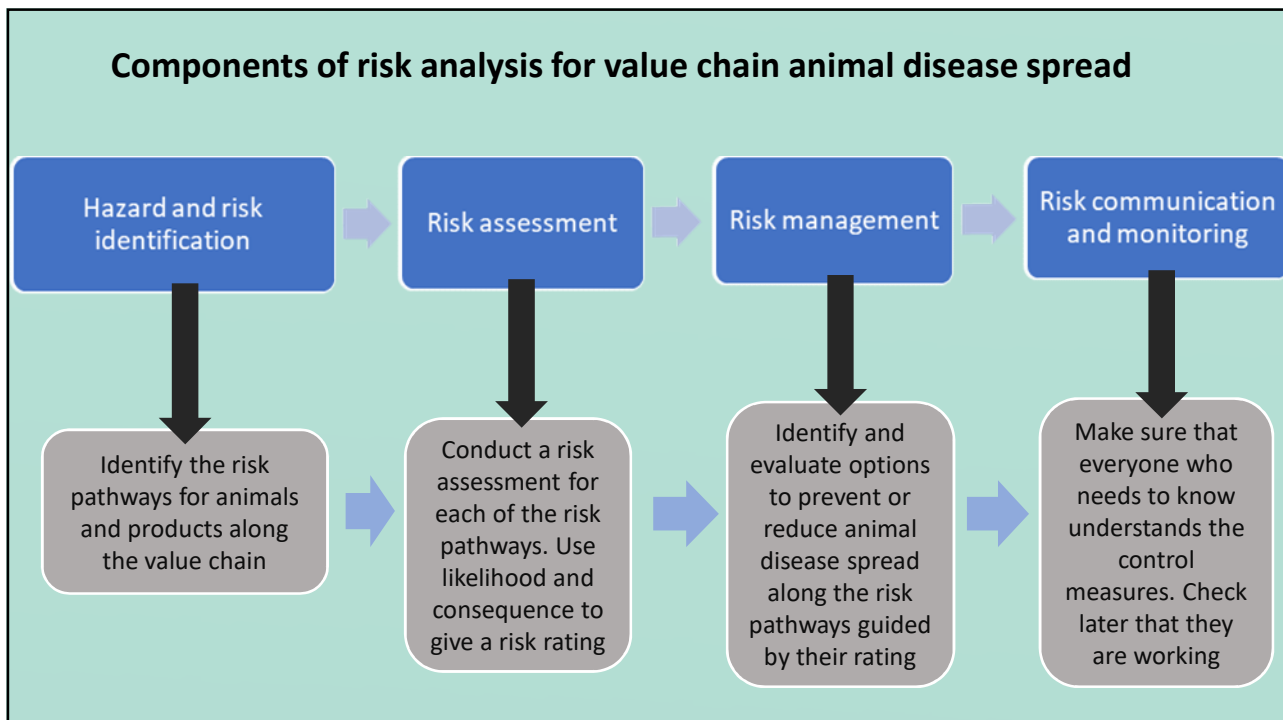 Components of risk analysis for value chain animal disease spread
Hazard and risk
identification
Risk assessment
Risk management
Risk communication
and monitoring
Identify the risk
pathways for animals
and products along
the value chain
Conduct a risk
assessment for
each of the risk
pathways. Use
likelihood and
consequence to
give a risk rating
Identify and
evaluate options
to prevent or
reduce animal
disease spread
along the risk
pathways guided
by their rating
Make sure that
everyone who
needs to know
understands the
control
measures. Check
later that they
are working